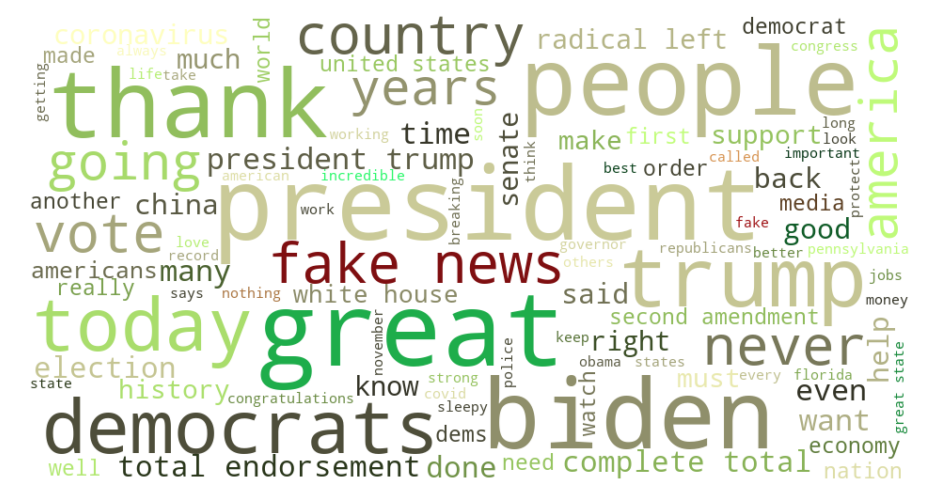 coronavirus
always
made
much
world
country
radical left
democrat
congress
america
getting
life
take
united states
years
people
thank
working
time
soon
senate
make
first
support
long
look
going
president trump
think
called
important
best
order
back
protect
american
incredible
president
another
china
work
breaking
media
fake
good
vote
love
record
fake news
governor
others
republicans
better
pennsylvania
americans
many
really
says
nothing
white house
said
trump
jobs
money
today
great
november
police
keep
right
second amendment
never
help
great state
obama
states
election
state
history
congratulations
know
strong
covid
sleepy
watch
must
every
florida
even
democrats
dems
biden
want
economy
well
total endorsement
done
need
complete total
nation